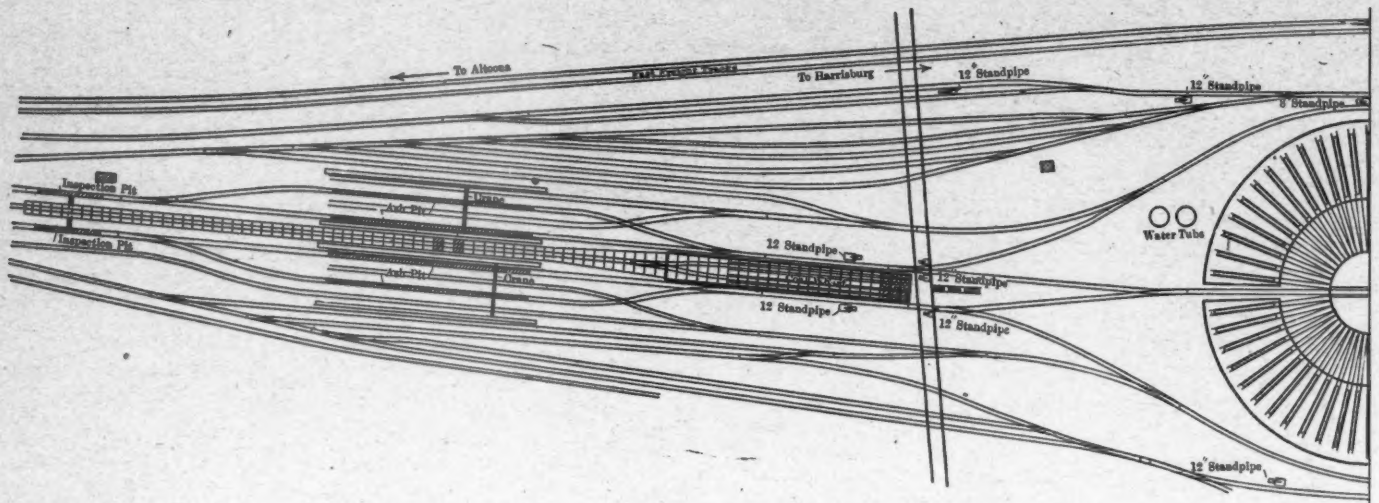 To Altoona
East Freight Tracks
To Harrisburg
12" Standpipe
12" Standpipe
8" Standpipe
Inspection Pit
Crane
Ash-Pit
Water Tubs
12" Standpipe
Inspection Pit
Ash-Pit
Crane
12" Standpipe
12 Standpipe
12" Standpipe
12" Standpipe